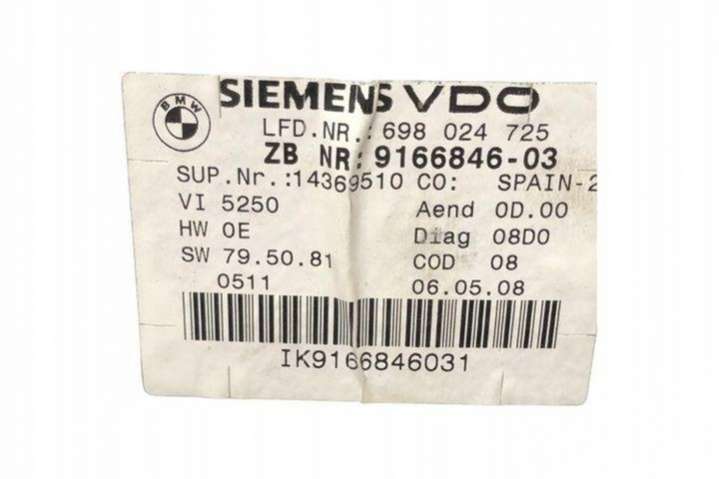 BMW SIEMENS VDO
LFD.NR.: 698 024 725
ZB NR: 9166846-03
SUP.Nr.:14369510 CO: SPAIN-2
VI 5250 Aend 0D.00
HW 0E Diag 08D0
SW 79.50.81 COD 08
0511 06.05.08
IK9166846031